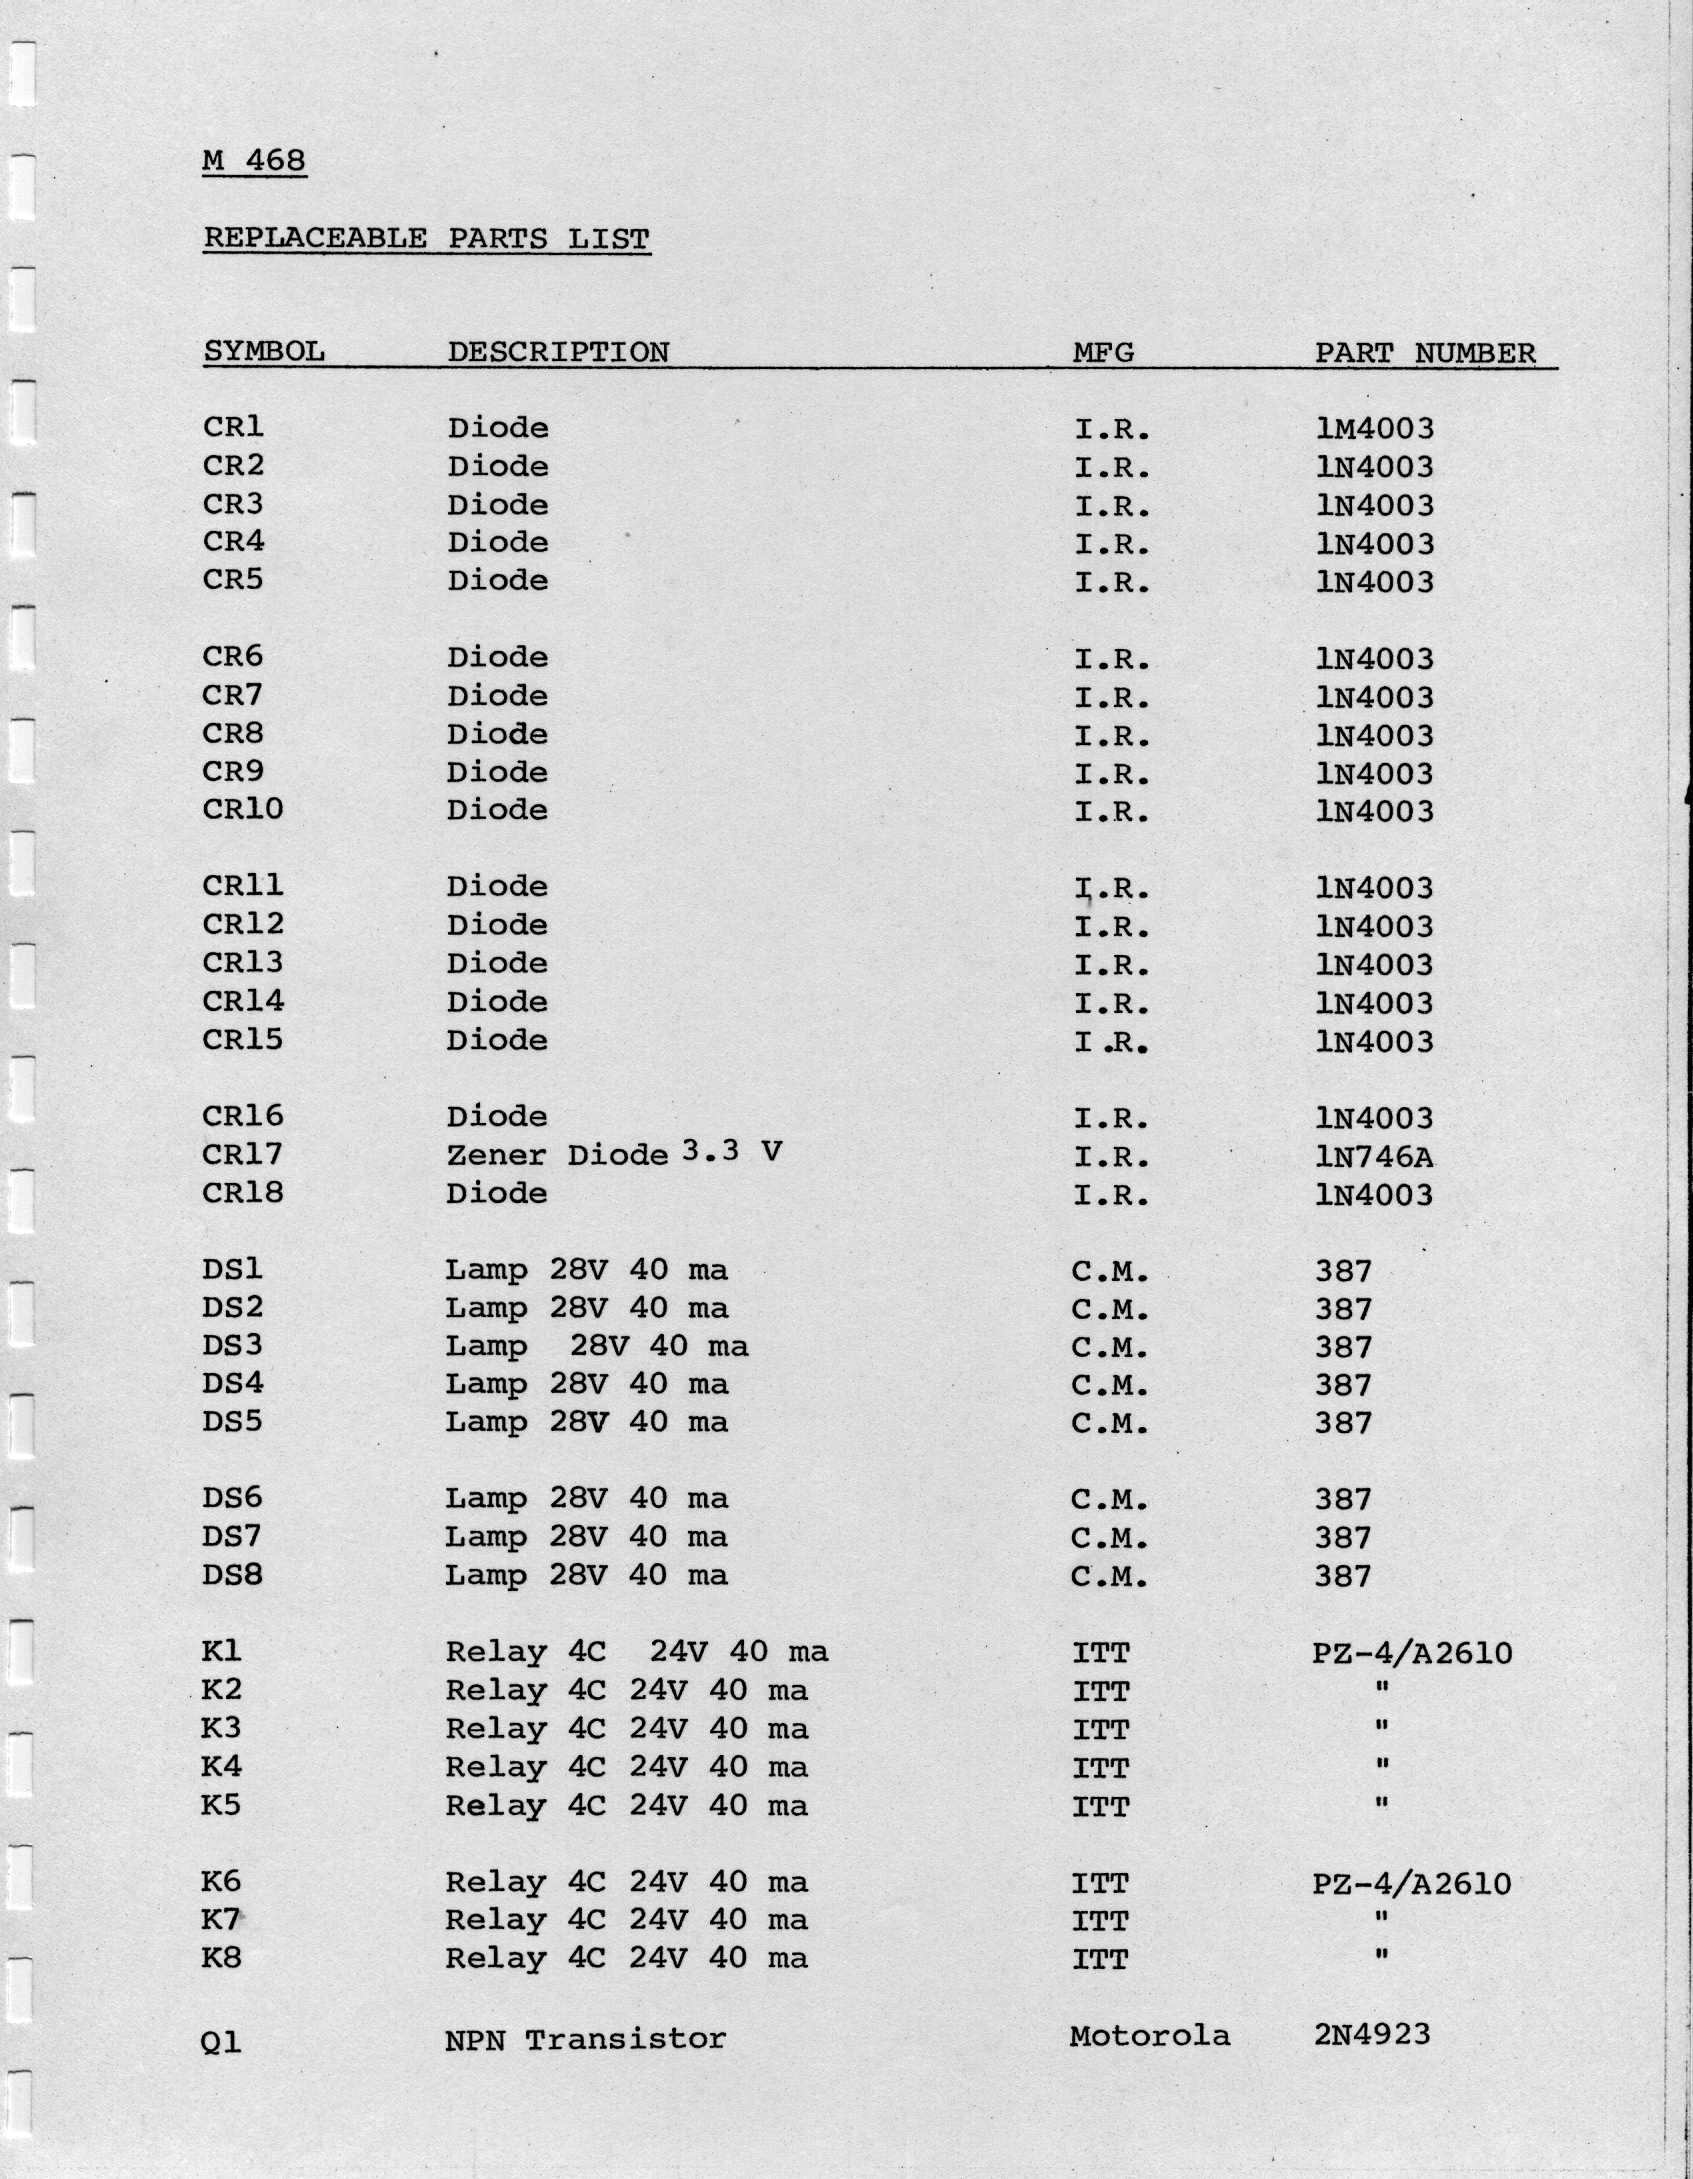 M 468
REPLACEABLE PARTS LIST
SYMBOL DESCRIPTION MFG PART NUMBER
CR1 Diode I.R. 1M4003
CR2 Diode I.R. 1N4003
CR3 Diode I.R. 1N4003
CR4 Diode I.R. 1N4003
CR5 Diode I.R. 1N4003
CR6 Diode I.R. 1N4003
CR7 Diode I.R. 1N4003
CR8 Diode I.R. 1N4003
CR9 Diode I.R. 1N4003
CR10 Diode I.R. 1N4003
CR11 Diode I.R. 1N4003
CR12 Diode I.R. 1N4003
CR13 Diode I.R. 1N4003
CR14 Diode I.R. 1N4003
CR15 Diode I.R. 1N4003
CR16 Diode I.R. 1N4003
CR17 Zener Diode 3.3 V I.R. 1N746A
CR18 Diode I.R. 1N4003
DS1 Lamp 28V 40 ma C.M. 387
DS2 Lamp 28V 40 ma C.M. 387
DS3 Lamp 28V 40 ma C.M. 387
DS4 Lamp 28V 40 ma C.M. 387
DS5 Lamp 28V 40 ma C.M. 387
DS6 Lamp 28V 40 ma C.M. 387
DS7 Lamp 28V 40 ma C.M. 387
DS8 Lamp 28V 40 ma C.M. 387
K1 Relay 4C 24V 40 ma ITT PZ-4/A2610
K2 Relay 4C 24V 40 ma ITT "
K3 Relay 4C 24V 40 ma ITT "
K4 Relay 4C 24V 40 ma ITT "
K5 Relay 4C 24V 40 ma ITT "
K6 Relay 4C 24V 40 ma ITT PZ-4/A2610
K7 Relay 4C 24V 40 ma ITT "
K8 Relay 4C 24V 40 ma ITT "
Q1 NPN Transistor Motorola 2N4923